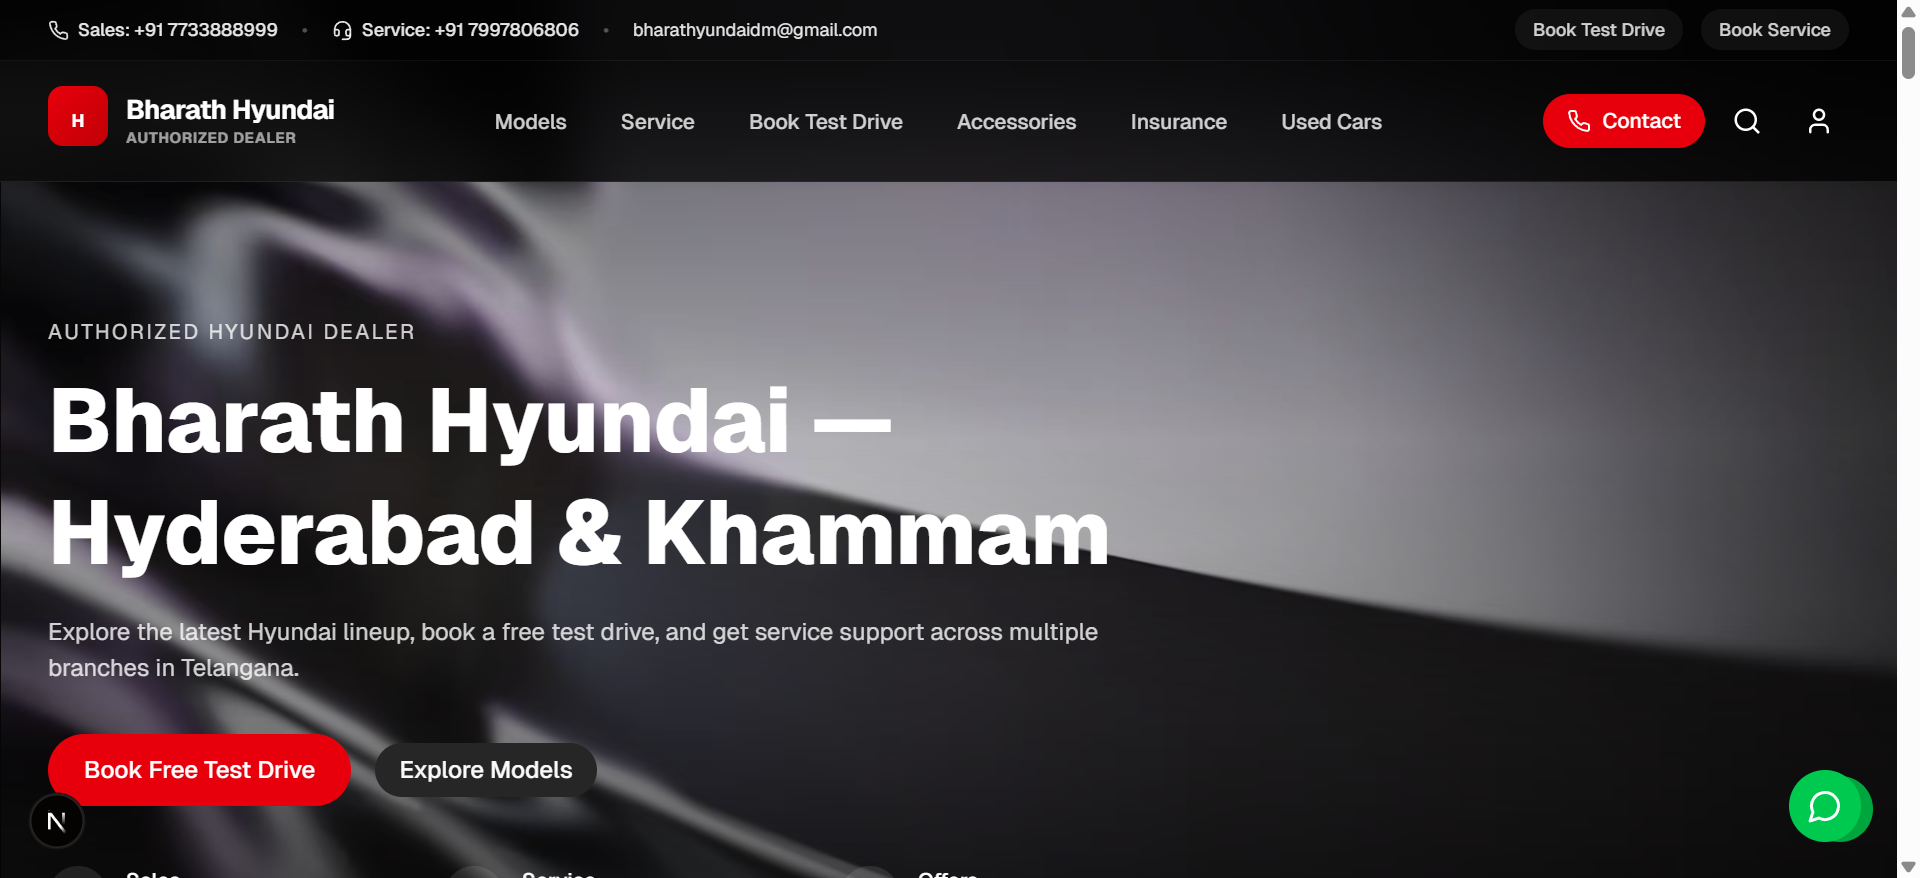 Sales: +91 7733888999 • Service: +91 7997806806 • bharathyundaidm@gmail.com Book Test Drive Book Service
H Bharath Hyundai
AUTHORIZED DEALER
Models Service Book Test Drive Accessories Insurance Used Cars Contact
AUTHORIZED HYUNDAI DEALER
Bharath Hyundai —
Hyderabad & Khammam
Explore the latest Hyundai lineup, book a free test drive, and get service support across multiple
branches in Telangana.
Book Free Test Drive Explore Models
N
Sales Service Offers